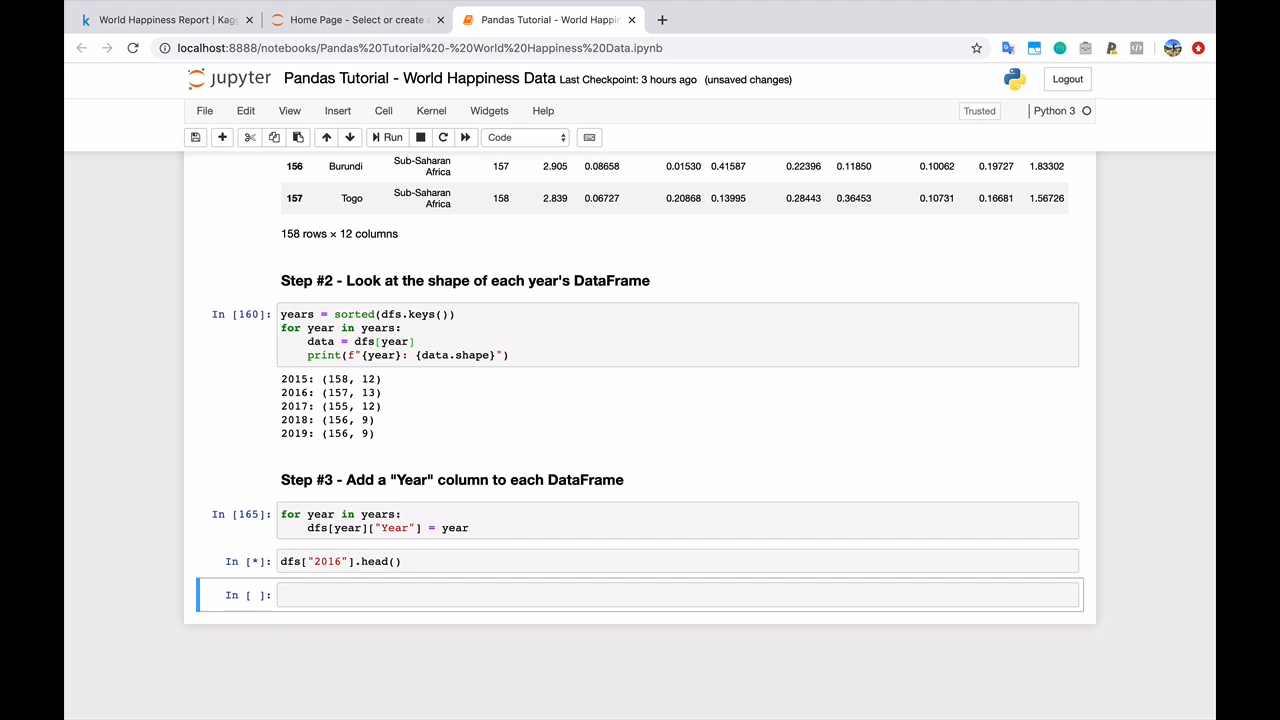 World Happiness Report | Kagg
Home Page - Select or create a
Pandas Tutorial - World Happin
localhost:8888/notebooks/Pandas%20Tutorial%20-%20World%20Happiness%20Data.ipynb
jupyter Pandas Tutorial - World Happiness Data Last Checkpoint: 3 hours ago (unsaved changes)
Logout
File Edit View Insert Cell Kernel Widgets Help Trusted Python 3
Run Code
156 Burundi Sub-Saharan Africa 157 2.905 0.08658 0.01530 0.41587 0.22396 0.11850 0.10062 0.19727 1.83302
157 Togo Sub-Saharan Africa 158 2.839 0.06727 0.20868 0.13995 0.28443 0.36453 0.10731 0.16681 1.56726
158 rows × 12 columns
Step #2 - Look at the shape of each year's DataFrame
In [160]: years = sorted(dfs.keys())
for year in years:
    data = dfs[year]
    print(f"{year}: {data.shape}")
2015: (158, 12)
2016: (157, 13)
2017: (155, 12)
2018: (156, 9)
2019: (156, 9)
Step #3 - Add a "Year" column to each DataFrame
In [165]: for year in years:
    dfs[year]["Year"] = year
In [*]: dfs["2016"].head()
In [ ]: